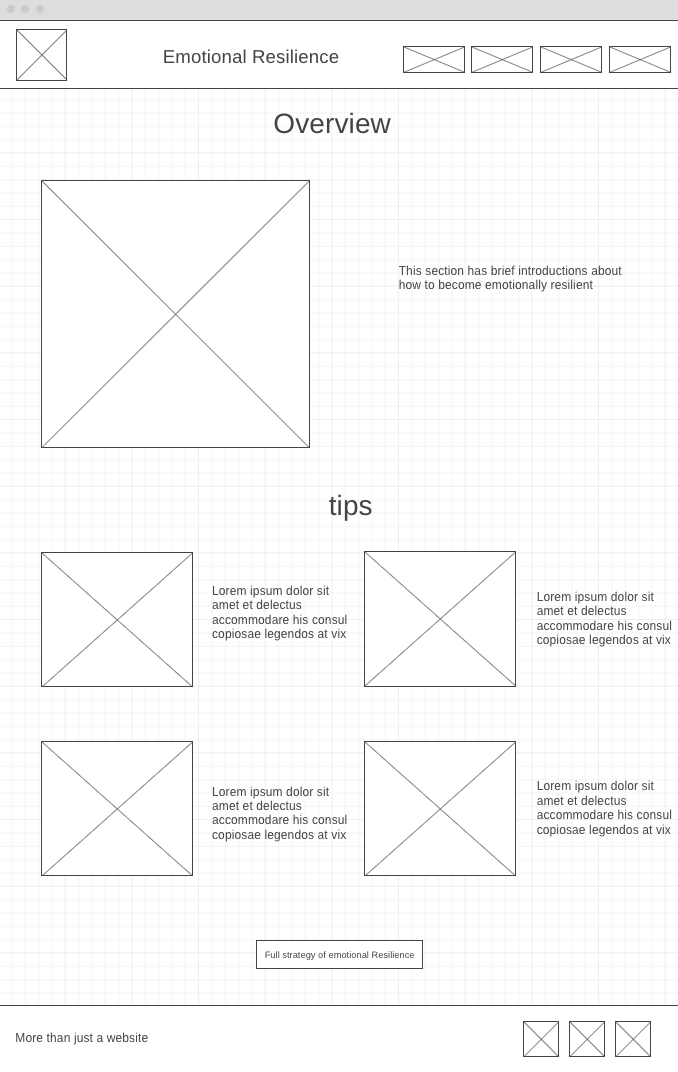 Emotional Resilience
Overview
This section has brief introductions about
how to become emotionally resilient
tips
Lorem ipsum dolor sit
amet et delectus
accommodare his consul
copiosae legendos at vix
Lorem ipsum dolor sit
amet et delectus
accommodare his consul
copiosae legendos at vix
Lorem ipsum dolor sit
amet et delectus
accommodare his consul
copiosae legendos at vix
Lorem ipsum dolor sit
amet et delectus
accommodare his consul
copiosae legendos at vix
Full strategy of emotional Resilience
More than just a website